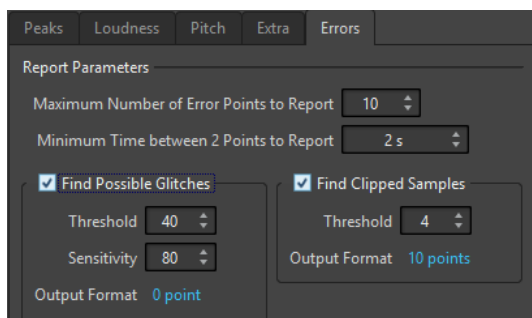 Peaks Loudness Pitch Extra Errors
Report Parameters
Maximum Number of Error Points to Report 10
Minimum Time between 2 Points to Report 2 s
Find Possible Glitches Find Clipped Samples
Threshold 40 Threshold 4
Sensitivity 80 Output Format 10 points
Output Format 0 point